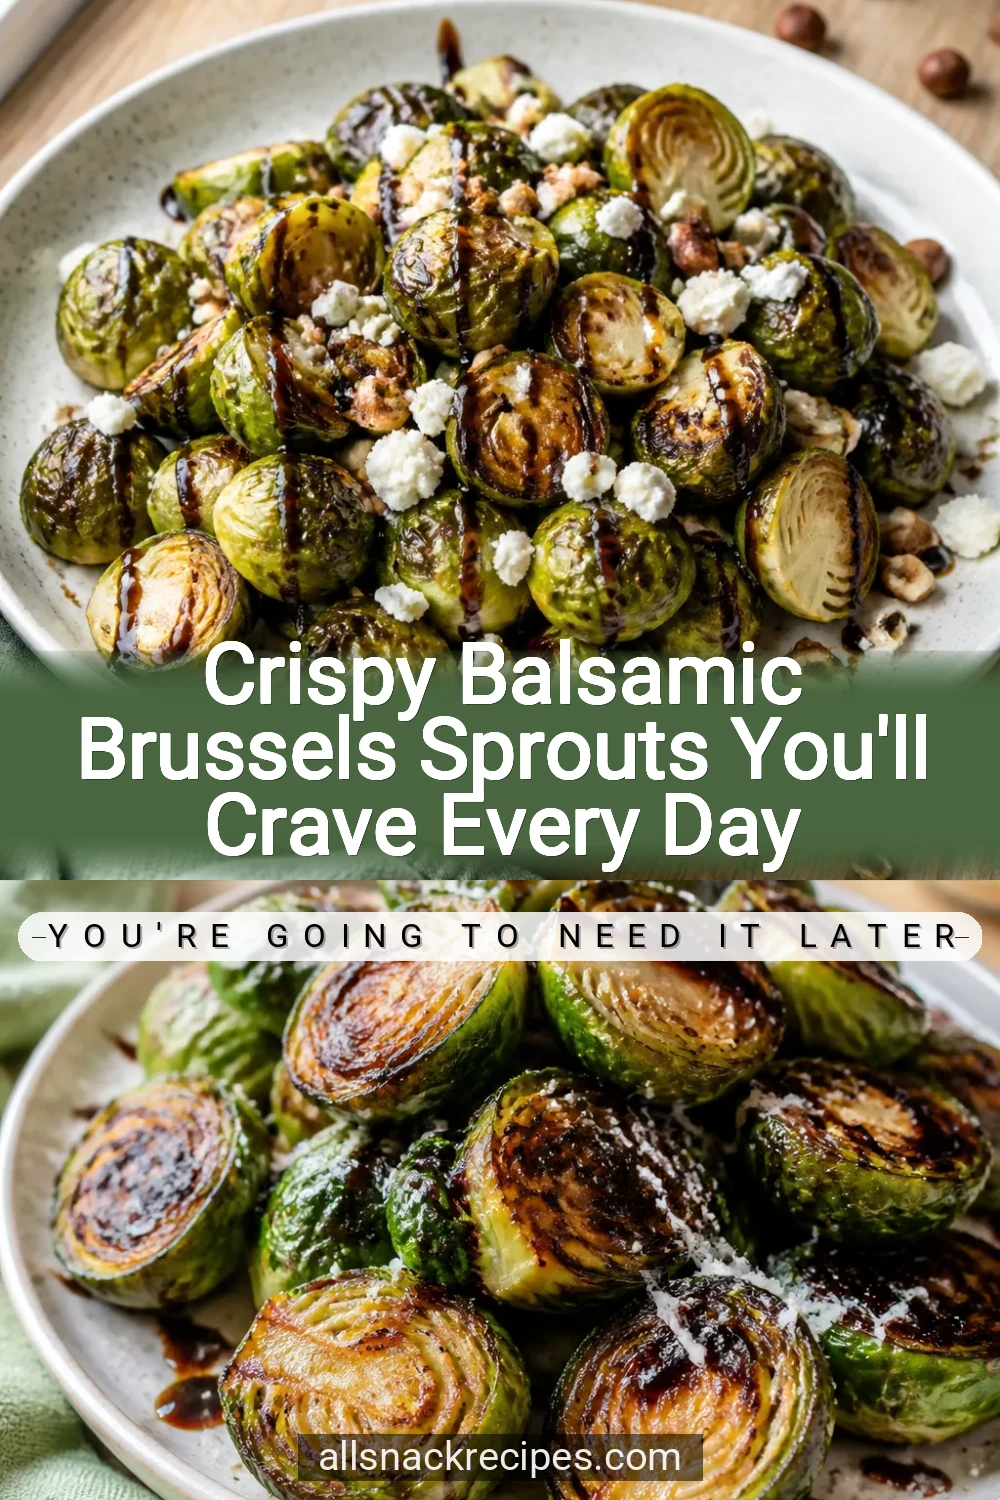 Crispy Balsamic
Brussels Sprouts You'll
Crave Every Day
-YOU'RE GOING TO NEED IT LATER-
allsnackrecipes.com